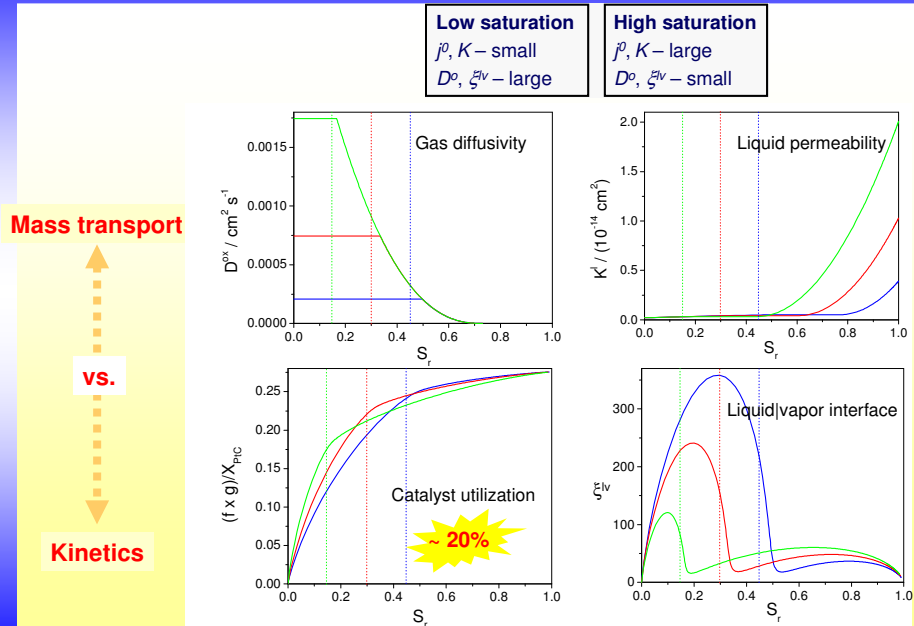 Low saturation
j⁰, K – small
Dᵒ, ξˡᵛ – large
High saturation
j⁰, K – large
Dᵒ, ξˡᵛ – small
Mass transport
vs.
Kinetics
Gas diffusivity
Dᵒˣ / cm² s⁻¹
0.0015
0.0010
0.0005
0.0000
0.0 0.2 0.4 0.6 0.8 1.0
Sᵣ
Liquid permeability
Kˡ / (10⁻¹⁴ cm²)
2.0
1.5
1.0
0.5
0.0
0.0 0.2 0.4 0.6 0.8 1.0
Sᵣ
Catalyst utilization
~ 20%
(f x g)/X_PtC
0.25
0.20
0.15
0.10
0.05
0.00
0.0 0.2 0.4 0.6 0.8 1.0
Sᵣ
Liquid|vapor interface
ξˡᵛ
300
200
100
50
0
0.0 0.2 0.4 0.6 0.8 1.0
Sᵣ